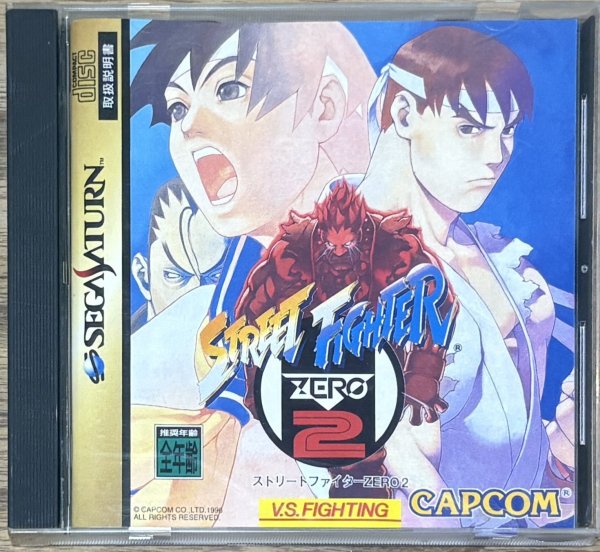 COMPACT
disc
取扱説明書
SEGA SATURN™
STREET FIGHTER®
ZERO
2
ストリートファイターZERO2
推奨年齢
全年齢
© CAPCOM CO., LTD.1996
ALL RIGHTS RESERVED.
V.S. FIGHTING
CAPCOM®